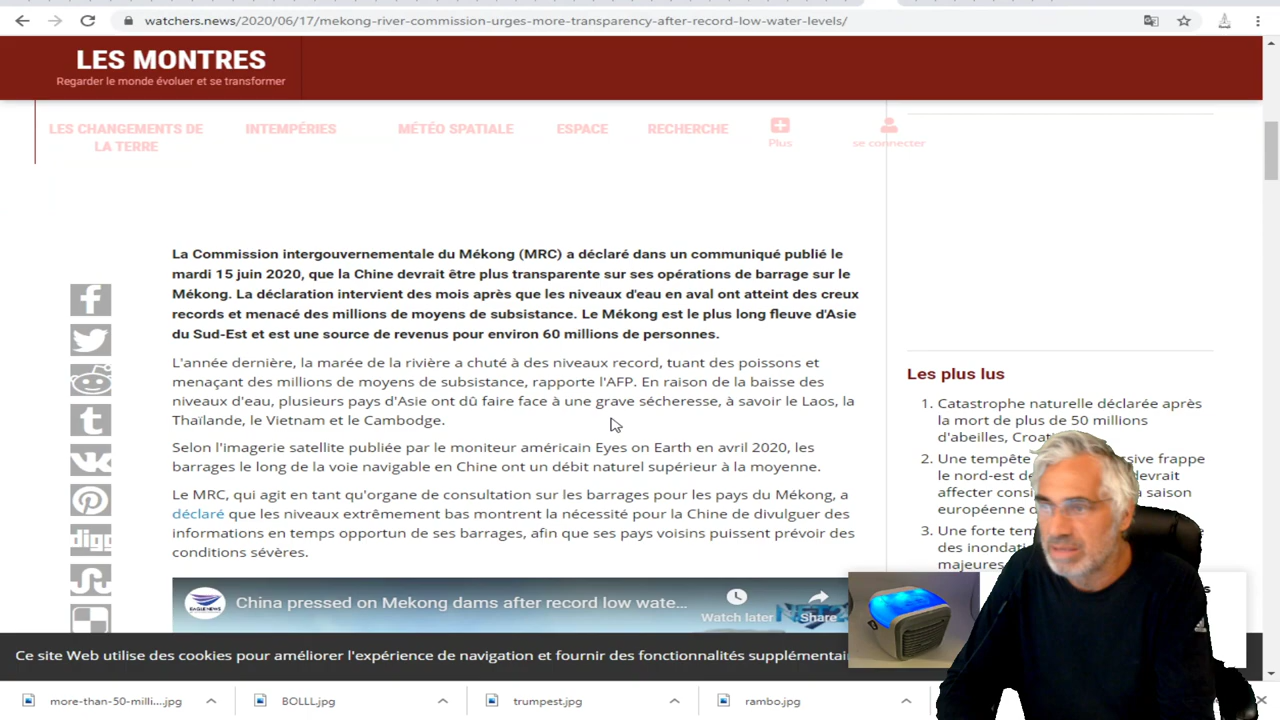 watchers.news/2020/06/17/mekong-river-commission-urges-more-transparency-after-record-low-water-levels/
LES MONTRES
Regarder le monde évoluer et se transformer
LES CHANGEMENTS DE
LA TERRE
INTEMPÉRIES
MÉTÉO SPATIALE
ESPACE
RECHERCHE
Plus
se connecter
La Commission intergouvernementale du Mékong (MRC) a déclaré dans un communiqué publié le
mardi 15 juin 2020, que la Chine devrait être plus transparente sur ses opérations de barrage sur le
Mékong. La déclaration intervient des mois après que les niveaux d'eau en aval ont atteint des creux
records et menacé des millions de moyens de subsistance. Le Mékong est le plus long fleuve d'Asie
du Sud-Est et est une source de revenus pour environ 60 millions de personnes.
L'année dernière, la marée de la rivière a chuté à des niveaux record, tuant des poissons et
menaçant des millions de moyens de subsistance, rapporte l'AFP. En raison de la baisse des
niveaux d'eau, plusieurs pays d'Asie ont dû faire face à une grave sécheresse, à savoir le Laos, la
Thaïlande, le Vietnam et le Cambodge.
Selon l'imagerie satellite publiée par le moniteur américain Eyes on Earth en avril 2020, les
barrages le long de la voie navigable en Chine ont un débit naturel supérieur à la moyenne.
Le MRC, qui agit en tant qu'organe de consultation sur les barrages pour les pays du Mékong, a
déclaré que les niveaux extrêmement bas montrent la nécessité pour la Chine de divulguer des
informations en temps opportun de ses barrages, afin que ses pays voisins puissent prévoir des
conditions sévères.
digg
EAGLE NEWS
China pressed on Mekong dams after record low wate...
Watch later
Share
NET25
Les plus lus
1. Catastrophe naturelle déclarée après
la mort de plus de 50 millions
d'abeilles,
2. Une tempête frappe
le nord-est de devrait
affecter saison
européenne
3. Une forte
des
majeures
Ce site Web utilise des cookies pour améliorer l'expérience de navigation et fournir des fonctionnalités
more-than-50-milli....jpg
BOLLL.jpg
trumpest.jpg
rambo.jpg